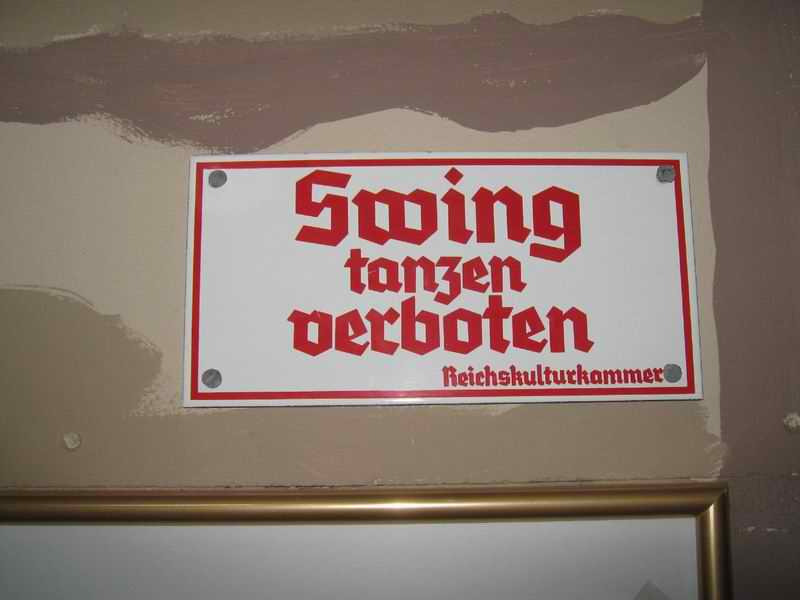 Swing
tanzen
verboten
Reichskulturkammer